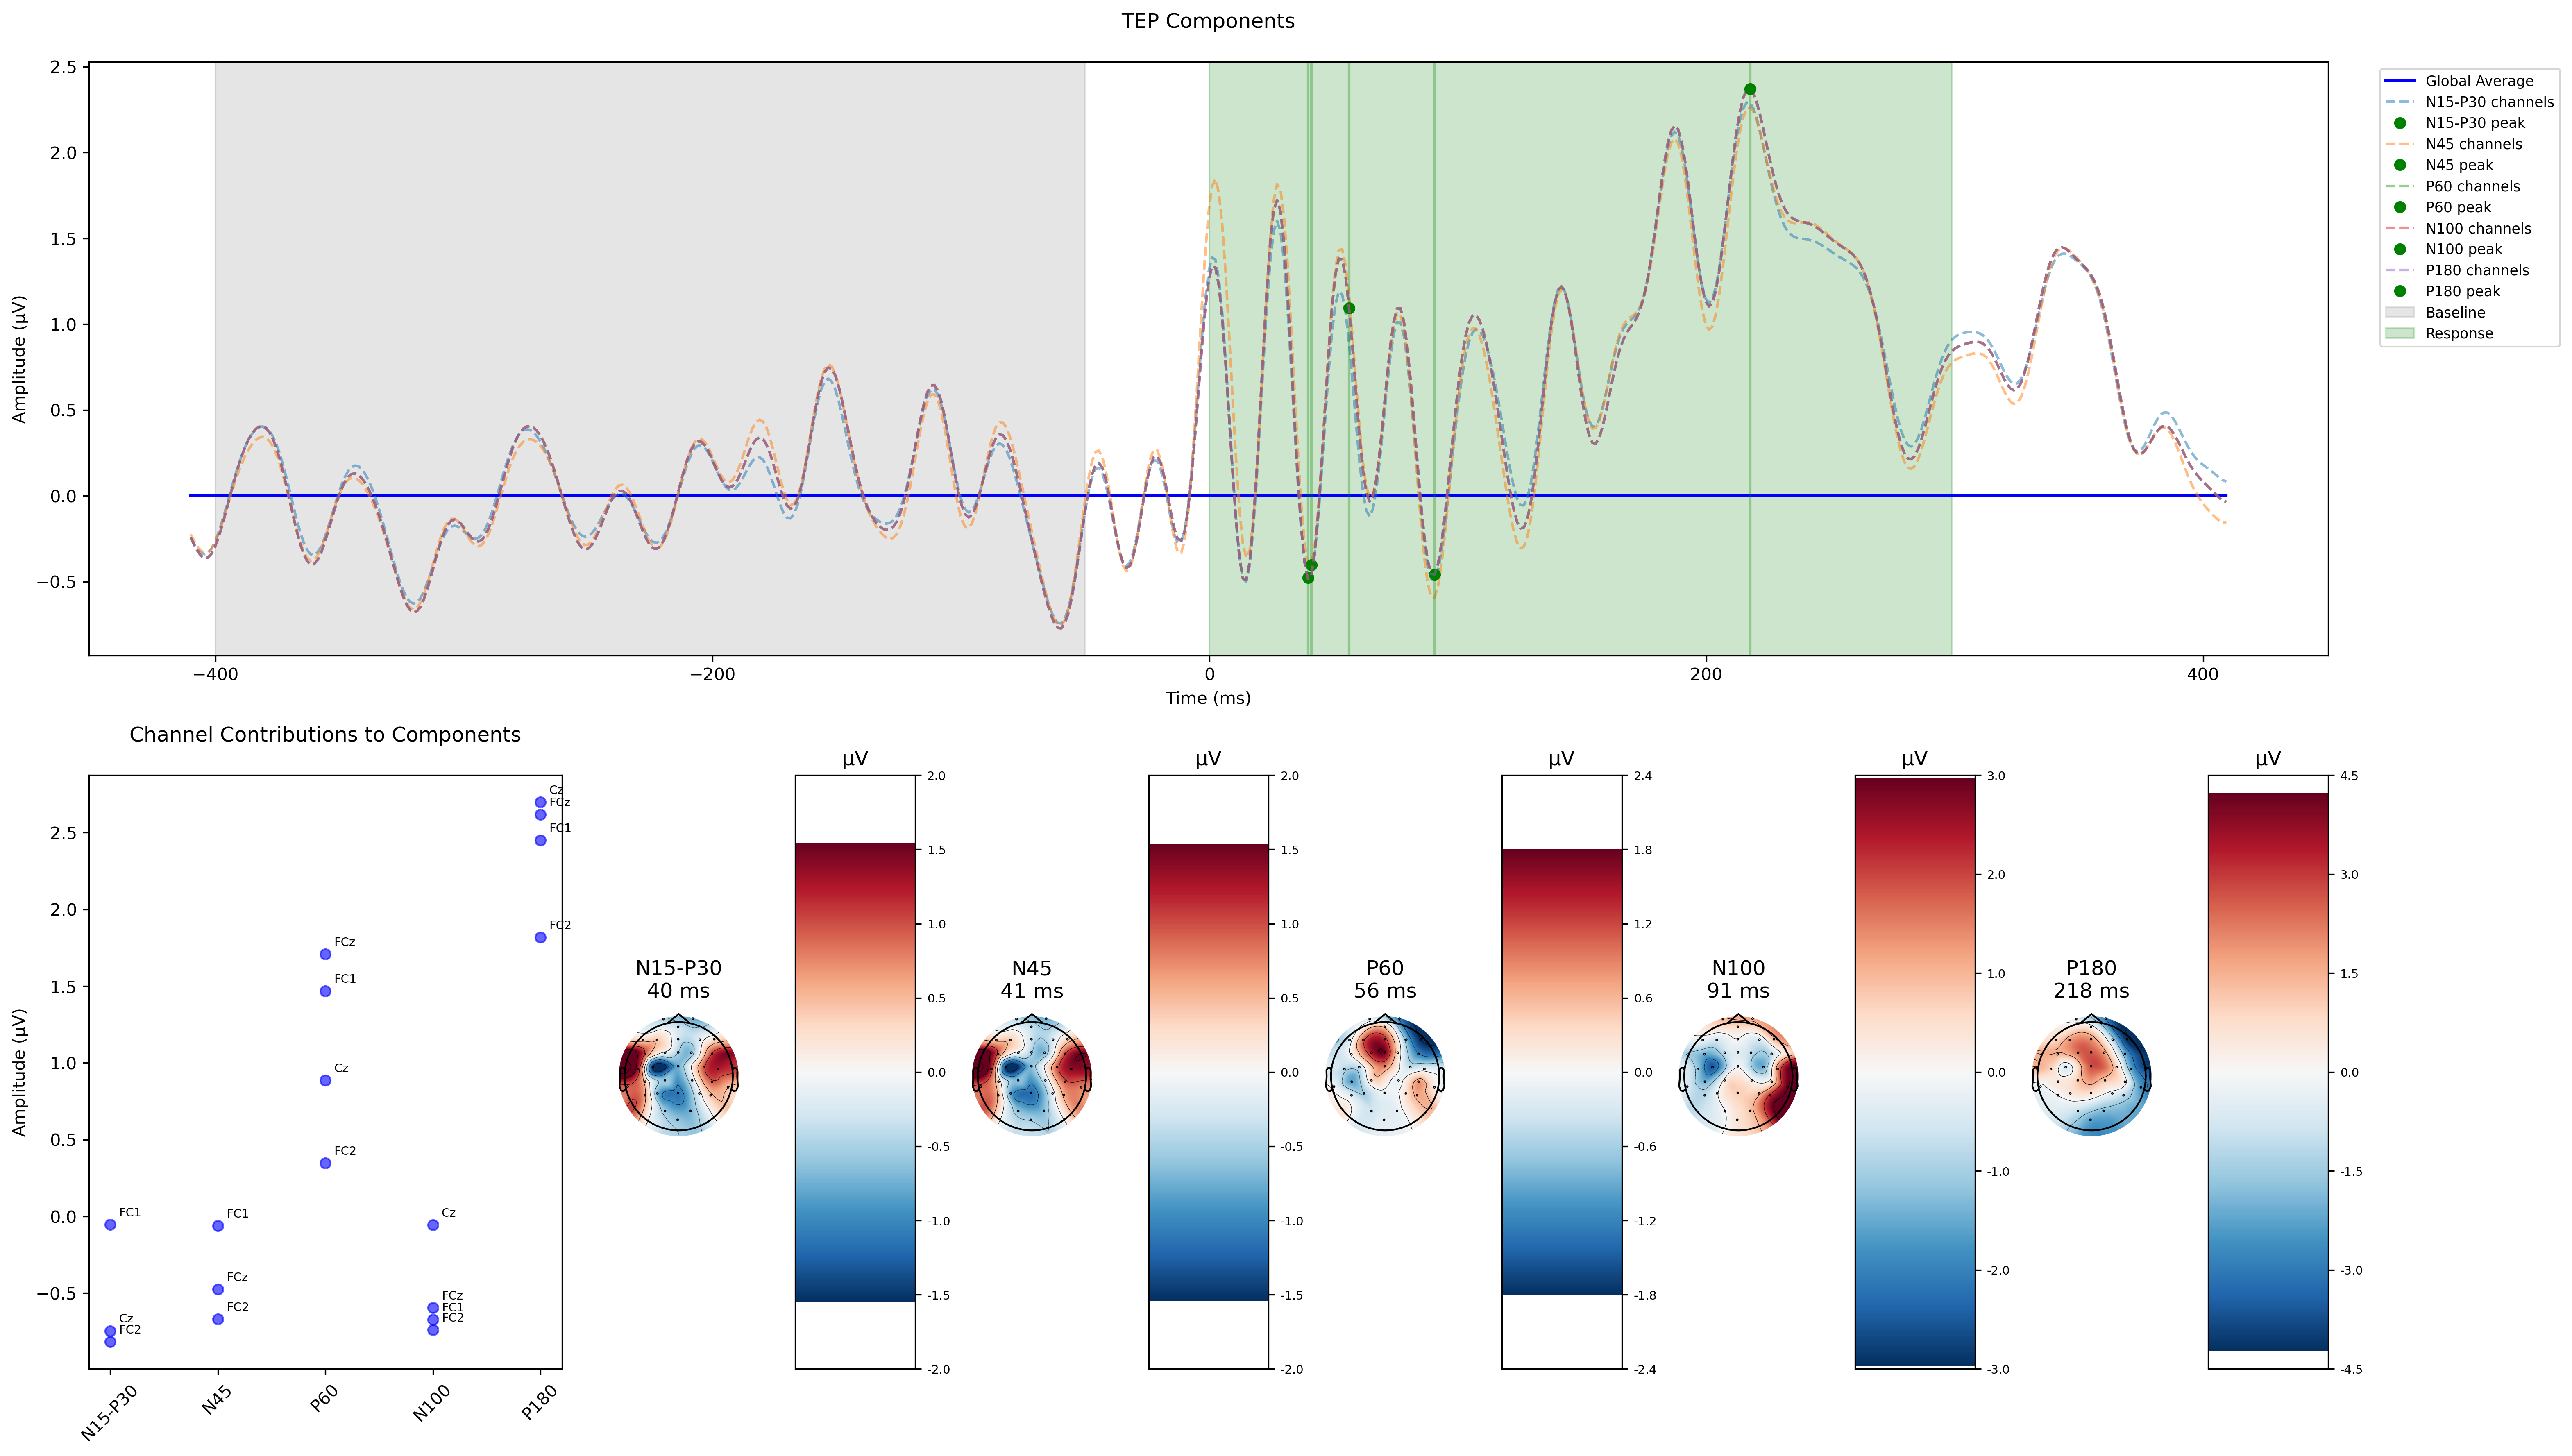 TEP Components
Amplitude (µV)
2.5
2.0
1.5
1.0
0.5
0.0
−0.5
−400
−200
0
200
400
Time (ms)
Global Average
N15-P30 channels
N15-P30 peak
N45 channels
N45 peak
P60 channels
P60 peak
N100 channels
N100 peak
P180 channels
P180 peak
Baseline
Response
Channel Contributions to Components
Amplitude (µV)
2.5
2.0
1.5
1.0
0.5
0.0
−0.5
N15-P30
N45
P60
N100
P180
FC1
Cz
FC2
FC1
FCz
FC2
FCz
FC1
Cz
FC2
Cz
FCz
FC1
FC2
Cz
FCz
FC1
FC2
N15-P30
40 ms
µV
2.0
1.5
1.0
0.5
0.0
-0.5
-1.0
-1.5
-2.0
N45
41 ms
µV
2.0
1.5
1.0
0.5
0.0
-0.5
-1.0
-1.5
-2.0
P60
56 ms
µV
2.4
1.8
1.2
0.6
0.0
-0.6
-1.2
-1.8
-2.4
N100
91 ms
µV
3.0
2.0
1.0
0.0
-1.0
-2.0
-3.0
P180
218 ms
µV
4.5
3.0
1.5
0.0
-1.5
-3.0
-4.5